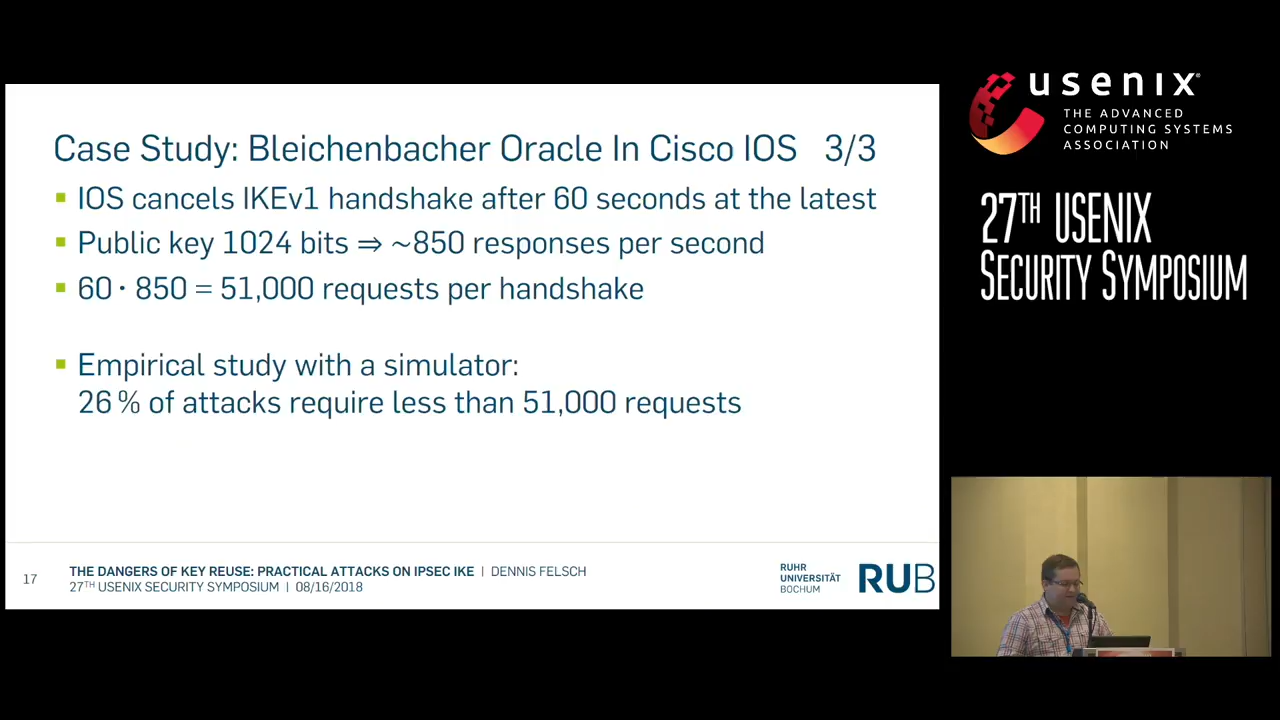 Case Study: Bleichenbacher Oracle In Cisco IOS 3/3
▪ IOS cancels IKEv1 handshake after 60 seconds at the latest
▪ Public key 1024 bits ⇒ ~850 responses per second
▪ 60 · 850 = 51,000 requests per handshake
▪ Empirical study with a simulator:
26 % of attacks require less than 51,000 requests
17
THE DANGERS OF KEY REUSE: PRACTICAL ATTACKS ON IPSEC IKE | DENNIS FELSCH
27TH USENIX SECURITY SYMPOSIUM | 08/16/2018
RUHR
UNIVERSITÄT
BOCHUM
RUB
usenix®
THE ADVANCED
COMPUTING SYSTEMS
ASSOCIATION
27TH USENIX
SECURITY SYMPOSIUM